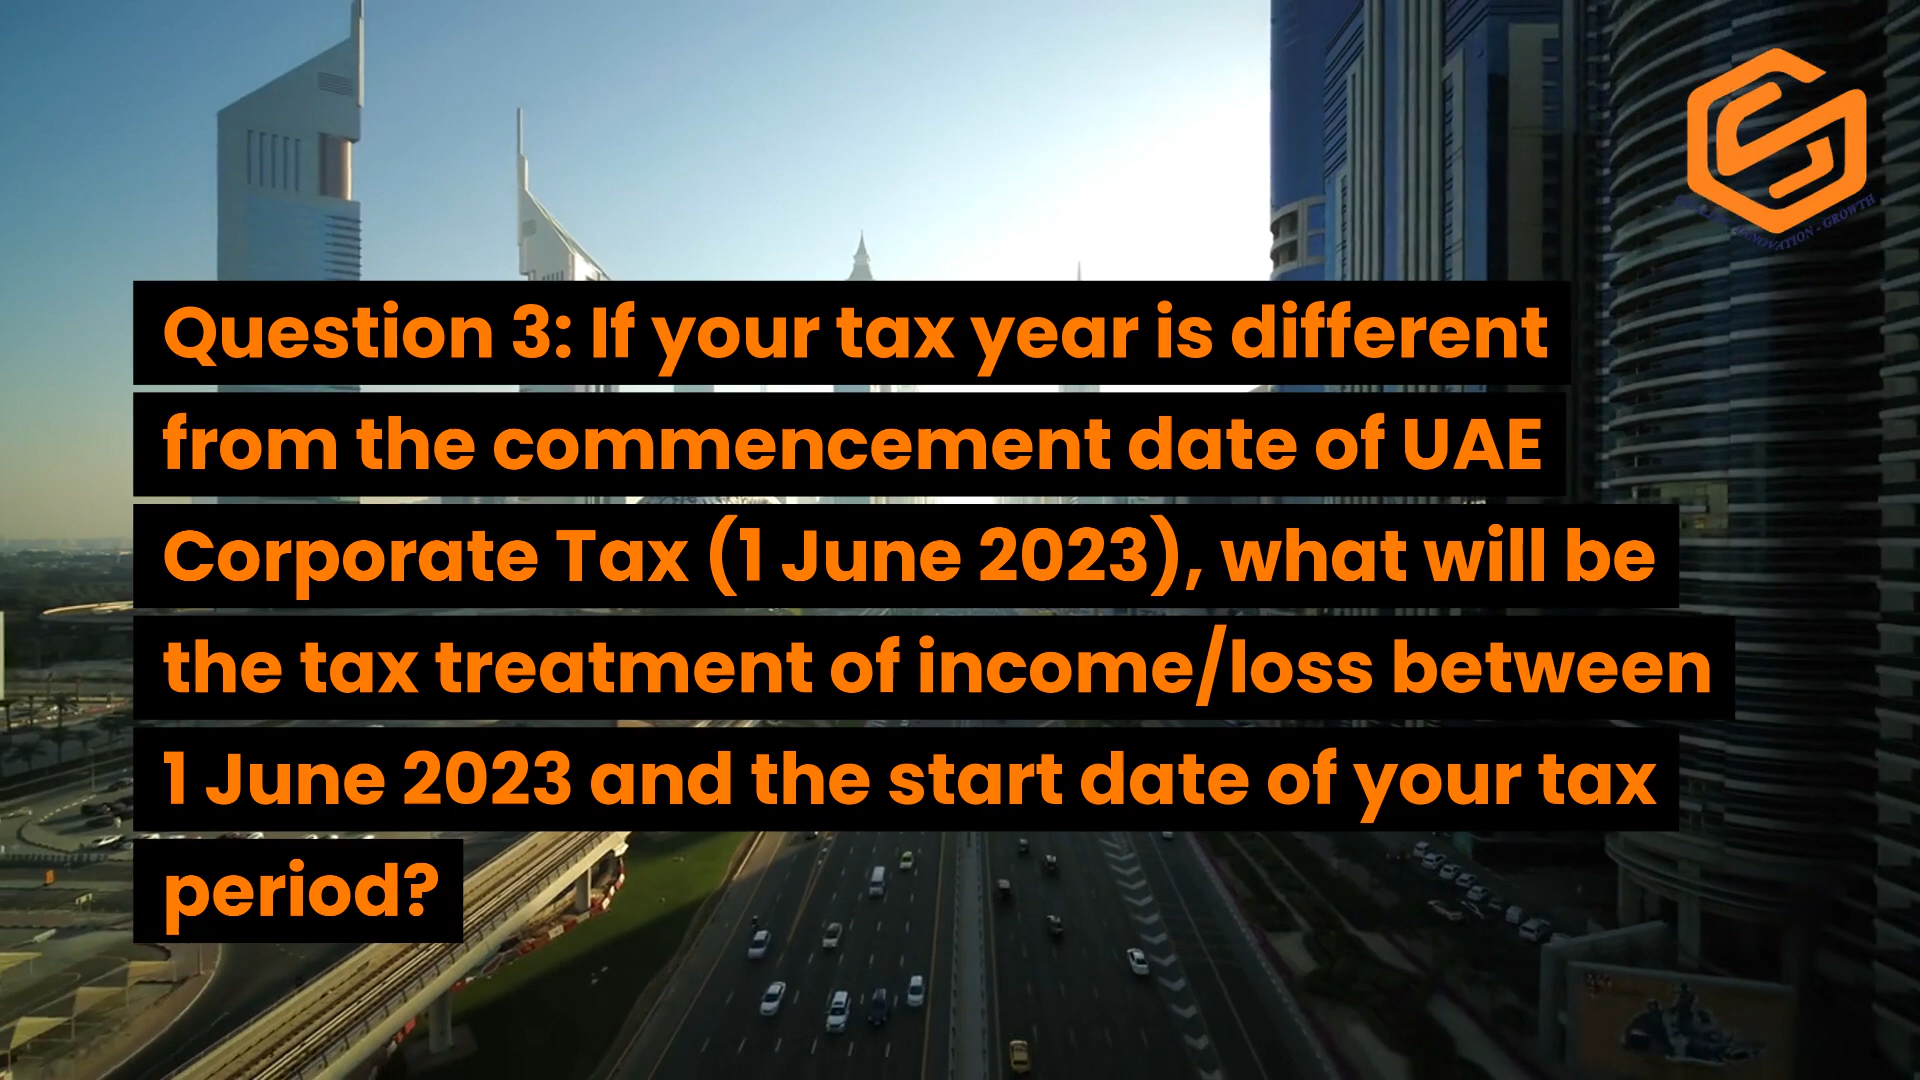 Question 3: If your tax year is different
from the commencement date of UAE
Corporate Tax (1 June 2023), what will be
the tax treatment of income/loss between
1 June 2023 and the start date of your tax
period?
INNOVATION - GROWTH